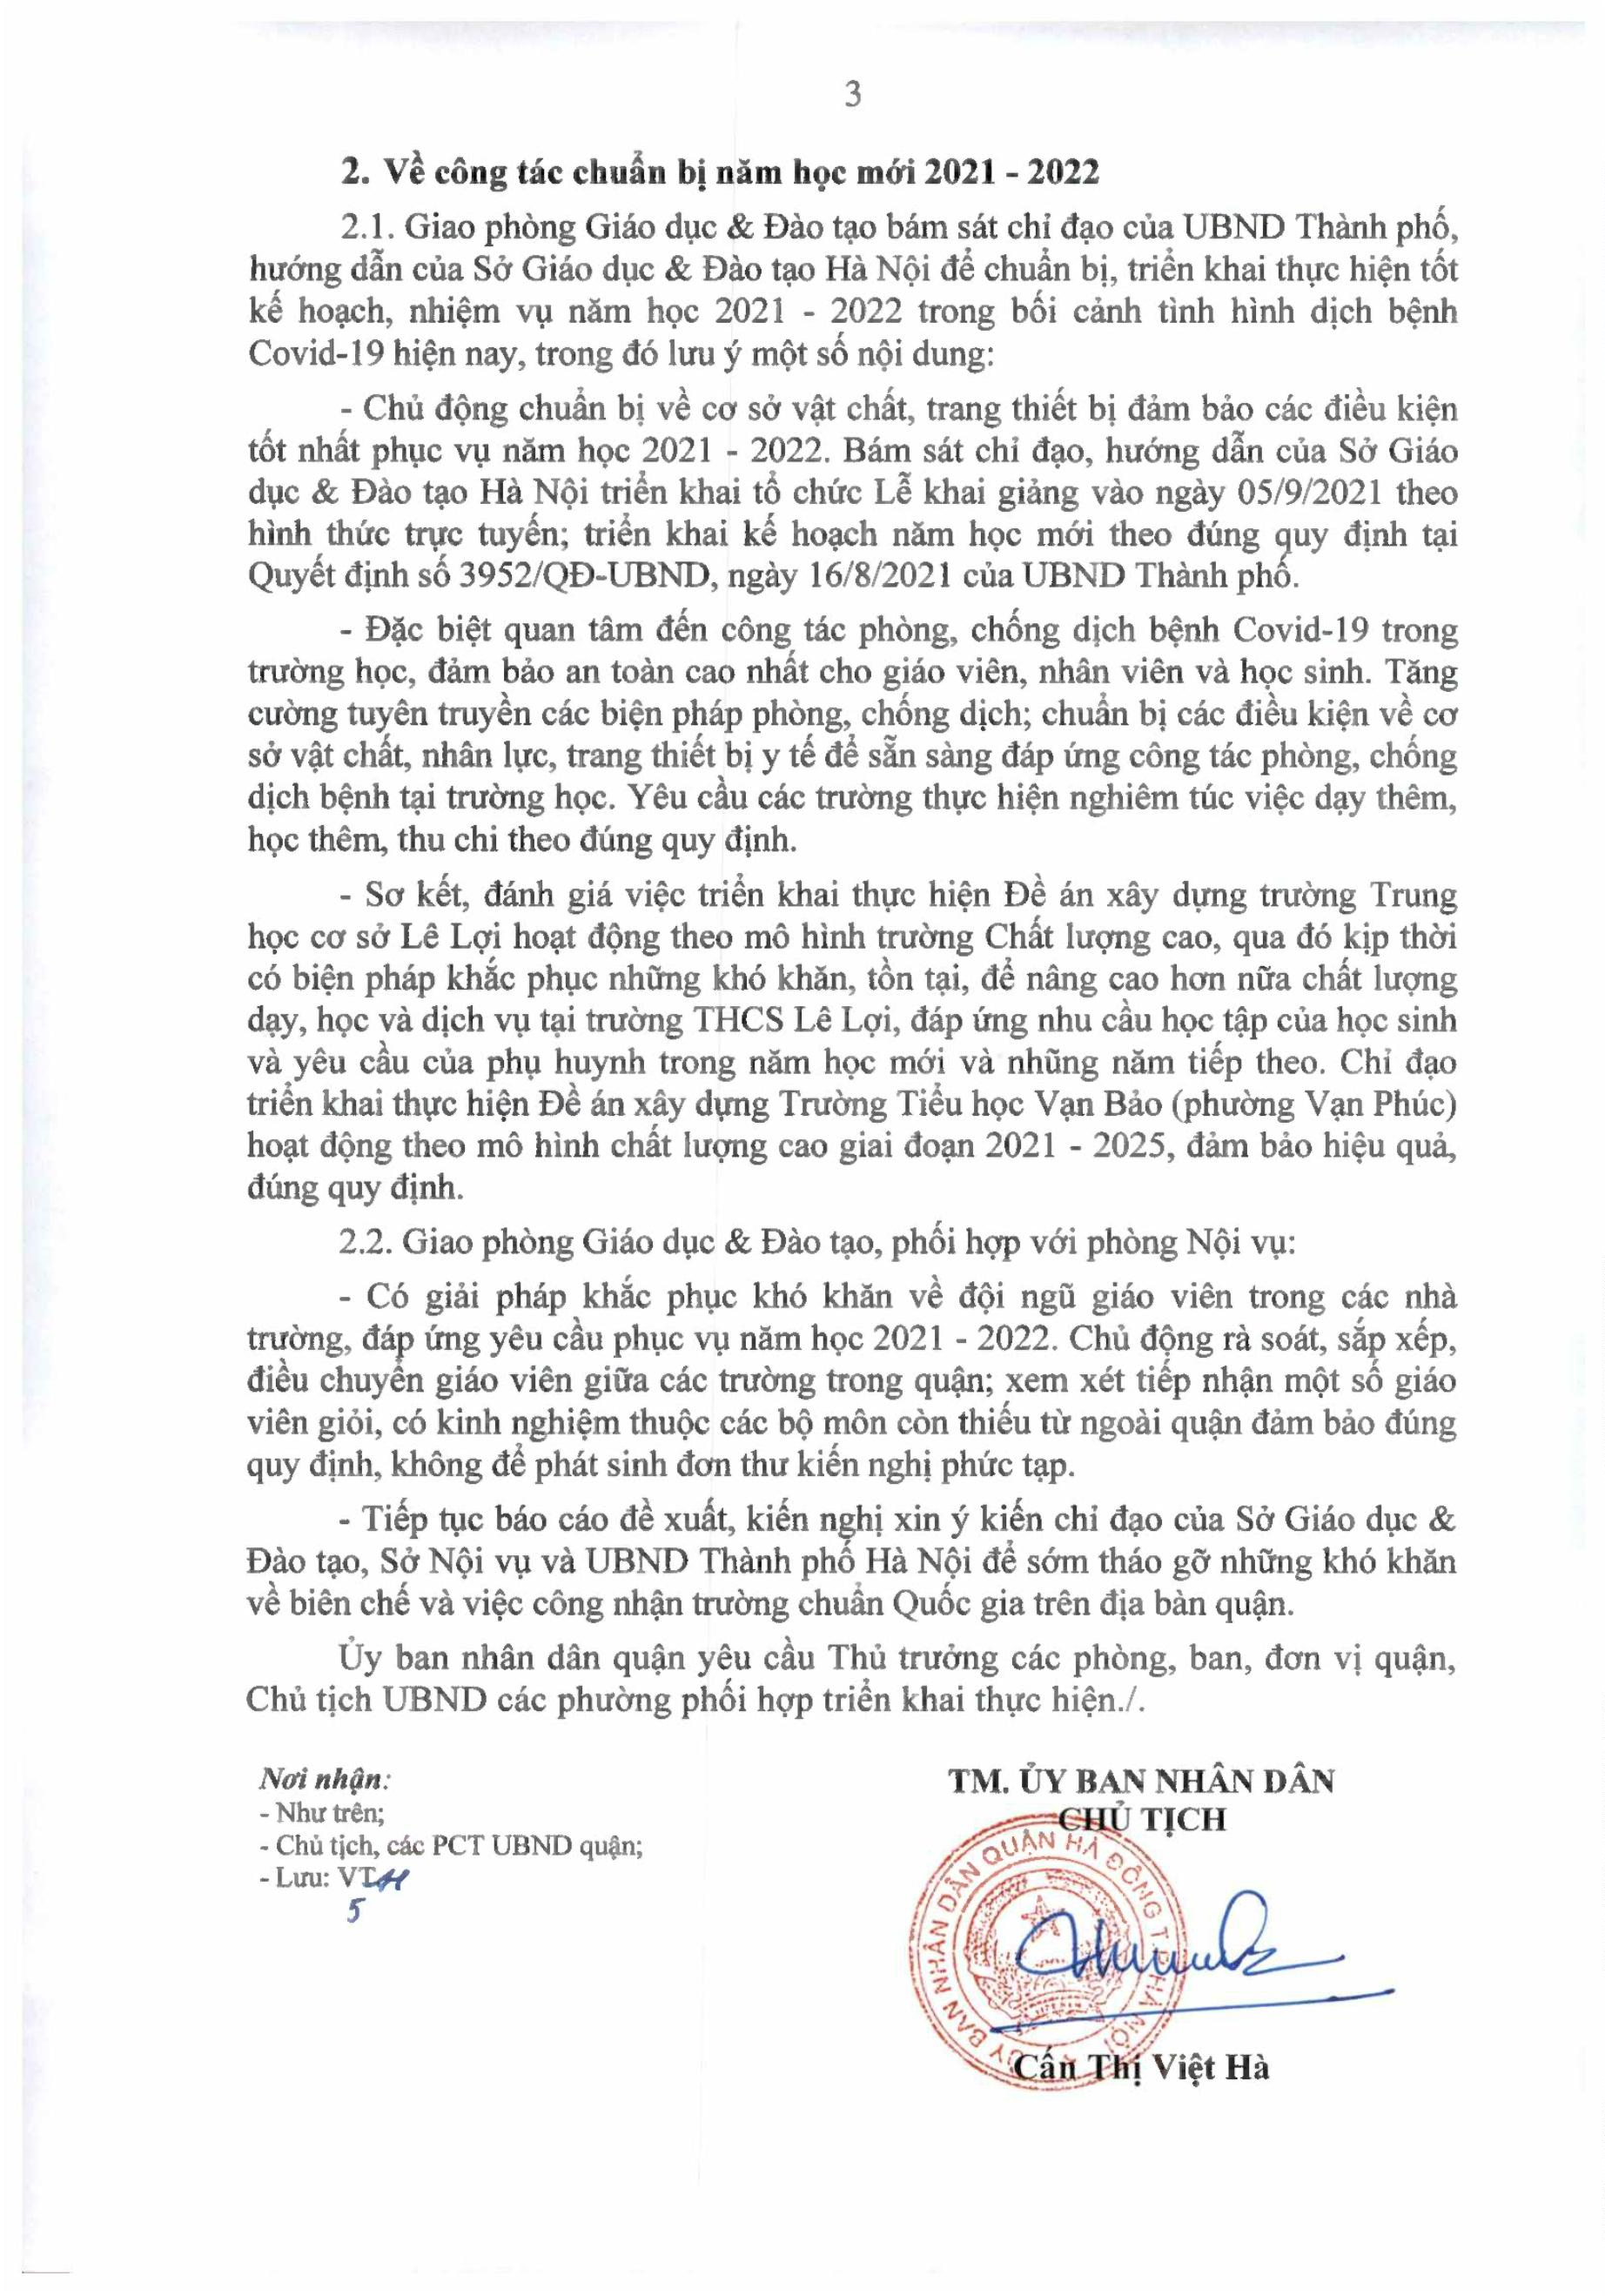 3
2. Về công tác chuẩn bị năm học mới 2021 - 2022
2.1. Giao phòng Giáo dục & Đào tạo bám sát chỉ đạo của UBND Thành phố,
hướng dẫn của Sở Giáo dục & Đào tạo Hà Nội để chuẩn bị, triển khai thực hiện tốt
kế hoạch, nhiệm vụ năm học 2021 - 2022 trong bối cảnh tình hình dịch bệnh
Covid-19 hiện nay, trong đó lưu ý một số nội dung:
- Chủ động chuẩn bị về cơ sở vật chất, trang thiết bị đảm bảo các điều kiện
tốt nhất phục vụ năm học 2021 - 2022. Bám sát chỉ đạo, hướng dẫn của Sở Giáo
dục & Đào tạo Hà Nội triển khai tổ chức Lễ khai giảng vào ngày 05/9/2021 theo
hình thức trực tuyến; triển khai kế hoạch năm học mới theo đúng quy định tại
Quyết định số 3952/QĐ-UBND, ngày 16/8/2021 của UBND Thành phố.
- Đặc biệt quan tâm đến công tác phòng, chống dịch bệnh Covid-19 trong
trường học, đảm bảo an toàn cao nhất cho giáo viên, nhân viên và học sinh. Tăng
cường tuyên truyền các biện pháp phòng, chống dịch; chuẩn bị các điều kiện về cơ
sở vật chất, nhân lực, trang thiết bị y tế để sẵn sàng đáp ứng công tác phòng, chống
dịch bệnh tại trường học. Yêu cầu các trường thực hiện nghiêm túc việc dạy thêm,
học thêm, thu chi theo đúng quy định.
- Sơ kết, đánh giá việc triển khai thực hiện Đề án xây dựng trường Trung
học cơ sở Lê Lợi hoạt động theo mô hình trường Chất lượng cao, qua đó kịp thời
có biện pháp khắc phục những khó khăn, tồn tại, để nâng cao hơn nữa chất lượng
dạy, học và dịch vụ tại trường THCS Lê Lợi, đáp ứng nhu cầu học tập của học sinh
và yêu cầu của phụ huynh trong năm học mới và những năm tiếp theo. Chỉ đạo
triển khai thực hiện Đề án xây dựng Trường Tiểu học Vạn Bảo (phường Vạn Phúc)
hoạt động theo mô hình chất lượng cao giai đoạn 2021 - 2025, đảm bảo hiệu quả,
đúng quy định.
2.2. Giao phòng Giáo dục & Đào tạo, phối hợp với phòng Nội vụ:
- Có giải pháp khắc phục khó khăn về đội ngũ giáo viên trong các nhà
trường, đáp ứng yêu cầu phục vụ năm học 2021 - 2022. Chủ động rà soát, sắp xếp,
điều chuyển giáo viên giữa các trường trong quận; xem xét tiếp nhận một số giáo
viên giỏi, có kinh nghiệm thuộc các bộ môn còn thiếu từ ngoài quận đảm bảo đúng
quy định, không để phát sinh đơn thư kiến nghị phức tạp.
- Tiếp tục báo cáo đề xuất, kiến nghị xin ý kiến chỉ đạo của Sở Giáo dục &
Đào tạo, Sở Nội vụ và UBND Thành phố Hà Nội để sớm tháo gỡ những khó khăn
về biên chế và việc công nhận trường chuẩn Quốc gia trên địa bàn quận.
Ủy ban nhân dân quận yêu cầu Thủ trưởng các phòng, ban, đơn vị quận,
Chủ tịch UBND các phường phối hợp triển khai thực hiện./.
Nơi nhận:
- Như trên;
- Chủ tịch, các PCT UBND quận;
- Lưu: VT
5
TM. ỦY BAN NHÂN DÂN
CHỦ TỊCH
ỦY BAN NHÂN DÂN QUẬN HÀ ĐÔNG T.P HÀ NỘI
Cấn Thị Việt Hà